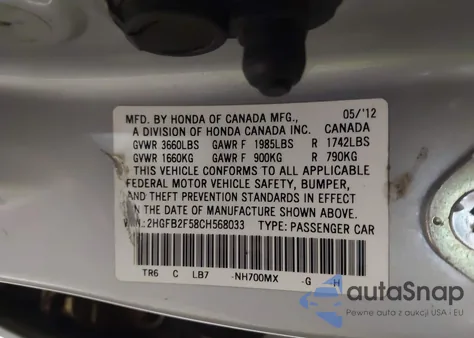 MFD. BY HONDA OF CANADA MFG., 05/'12
A DIVISION OF HONDA CANADA INC. CANADA
GVWR 3660LBS GAWR F 1985LBS R 1742LBS
GVWR 1660KG GAWR F 900KG R 790KG
THIS VEHICLE CONFORMS TO ALL APPLICABLE
FEDERAL MOTOR VEHICLE SAFETY, BUMPER,
AND THEFT PREVENTION STANDARDS IN EFFECT
ON THE DATE OF MANUFACTURE SHOWN ABOVE.
2HGFB2F58CH568033 TYPE: PASSENGER CAR
TR6 C LB7 -NH700MX -G H
autoSnap
Pewne auta z aukcji USA i EU